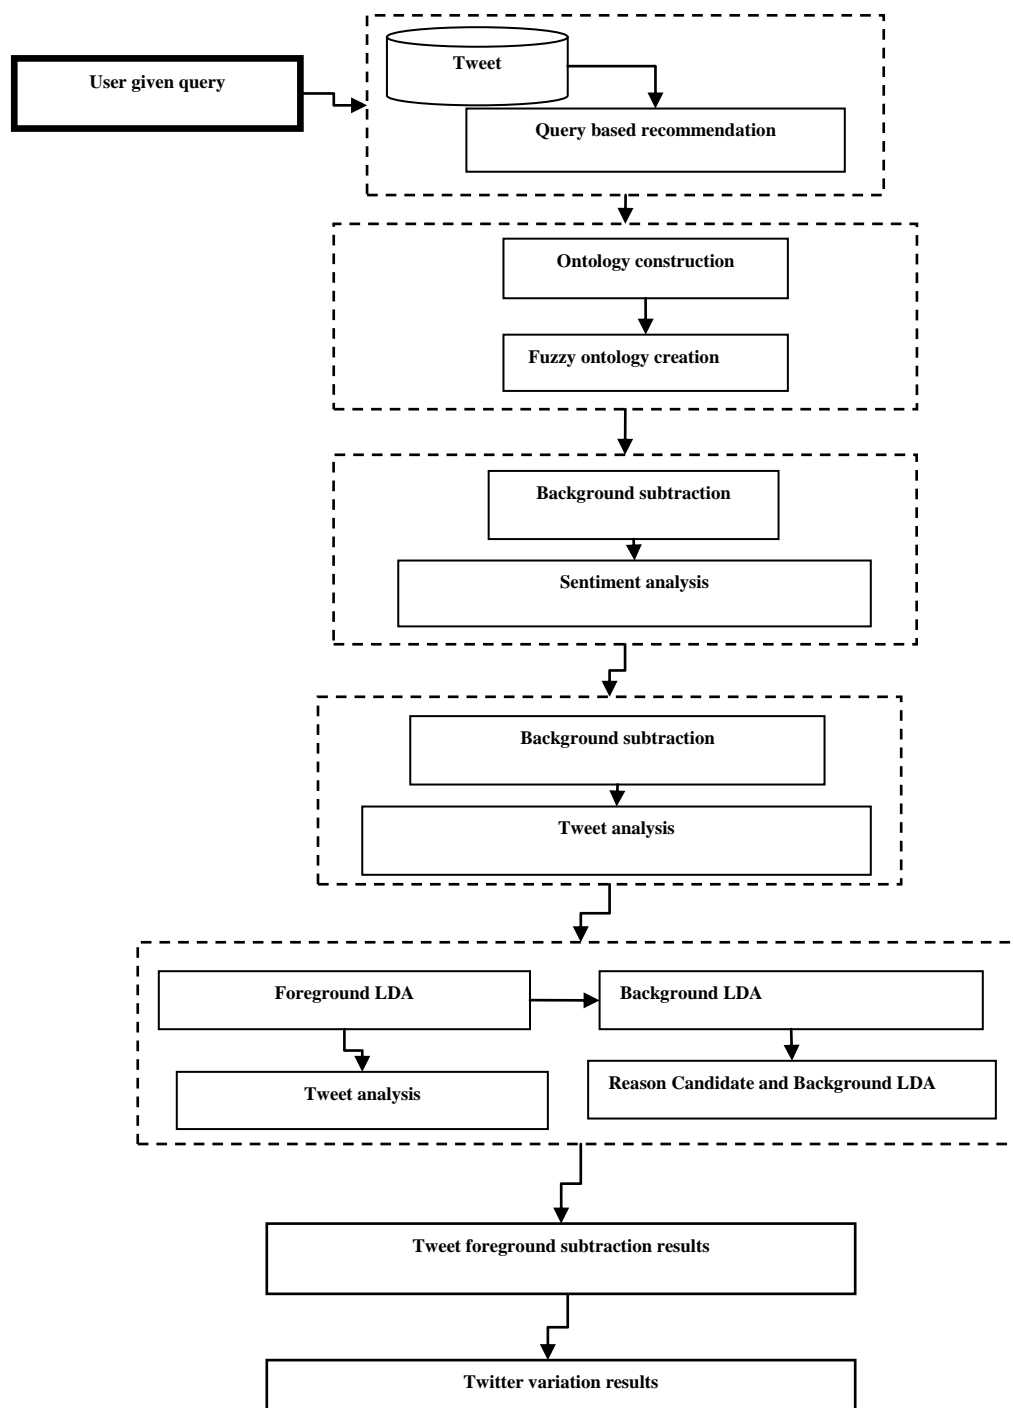 User given query
Tweet
Query based recommendation
Ontology construction
Fuzzy ontology creation
Background subtraction
Sentiment analysis
Background subtraction
Tweet analysis
Foreground LDA
Background LDA
Tweet analysis
Reason Candidate and Background LDA
Tweet foreground subtraction results
Twitter variation results